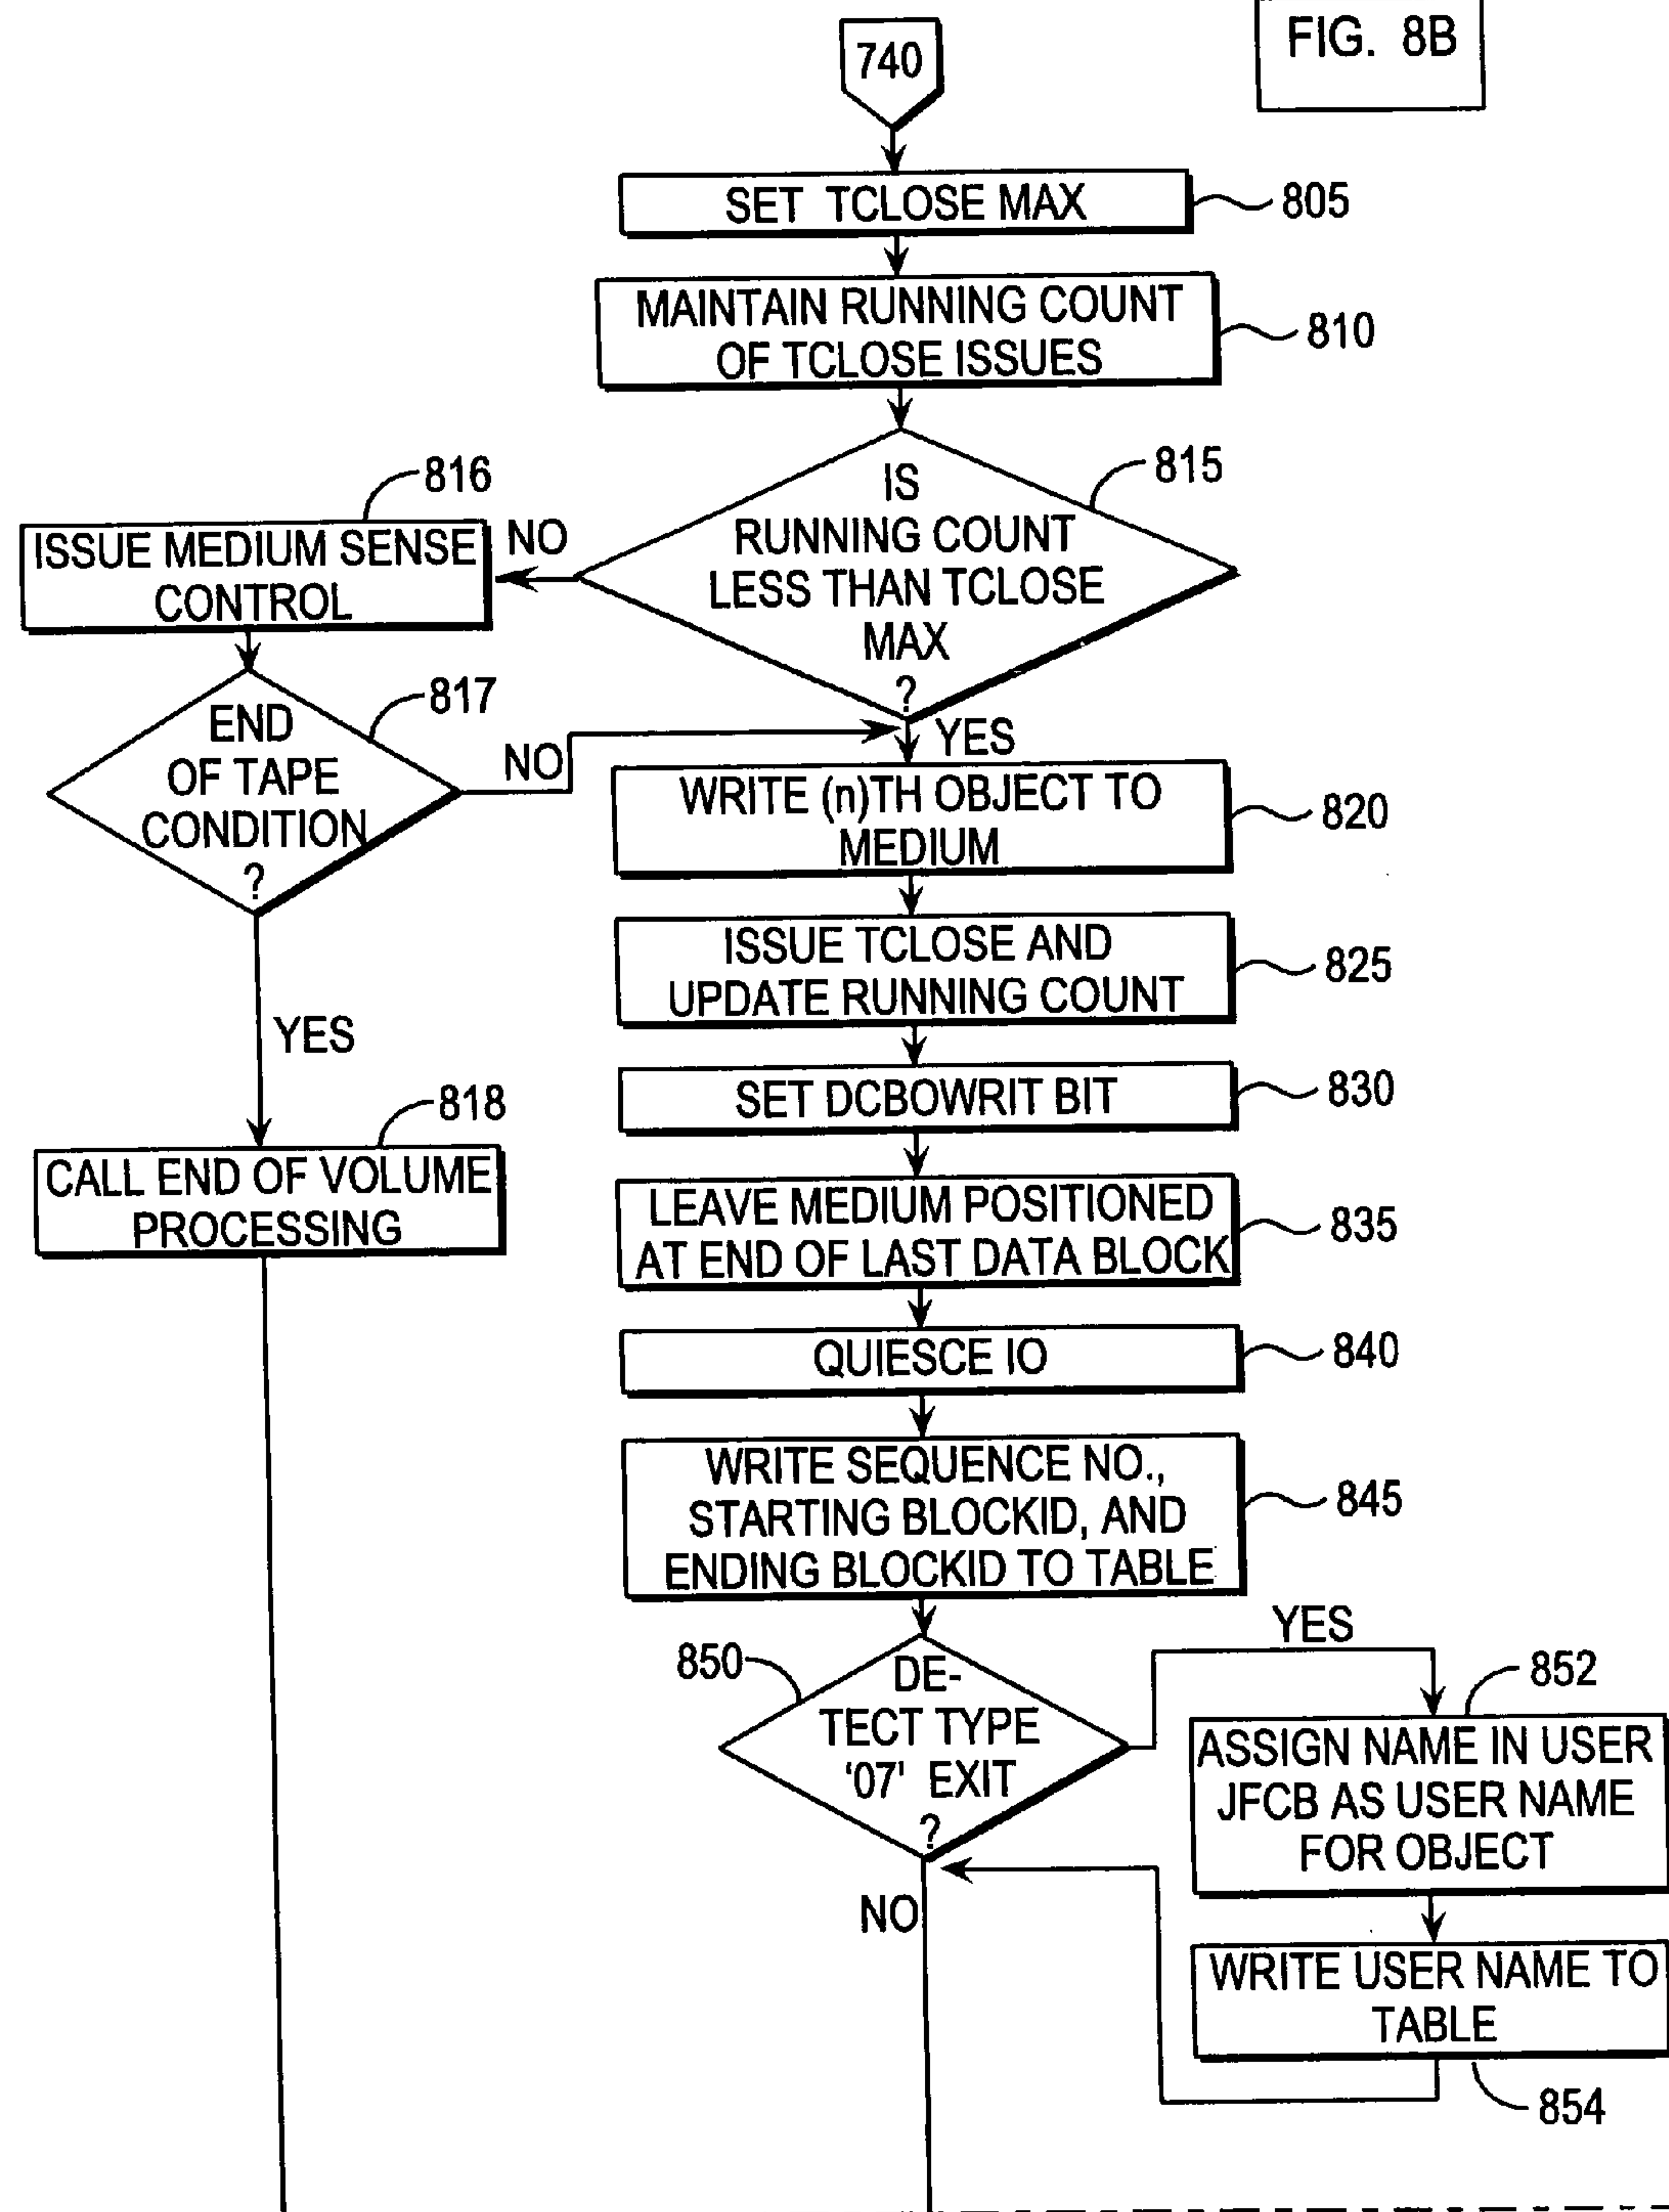 FIG. 8B
740
SET TCLOSE MAX
805
MAINTAIN RUNNING COUNT
OF TCLOSE ISSUES
810
IS
RUNNING COUNT
LESS THAN TCLOSE
MAX
?
815
NO
YES
816
ISSUE MEDIUM SENSE
CONTROL
817
END
OF TAPE
CONDITION
?
NO
YES
818
CALL END OF VOLUME
PROCESSING
WRITE (n)TH OBJECT TO
MEDIUM
820
ISSUE TCLOSE AND
UPDATE RUNNING COUNT
825
SET DCBOWRIT BIT
830
LEAVE MEDIUM POSITIONED
AT END OF LAST DATA BLOCK
835
QUIESCE IO
840
WRITE SEQUENCE NO.,
STARTING BLOCKID, AND
ENDING BLOCKID TO TABLE
845
850
DE-
TECT TYPE
'07' EXIT
?
YES
NO
852
ASSIGN NAME IN USER
JFCB AS USER NAME
FOR OBJECT
WRITE USER NAME TO
TABLE
854